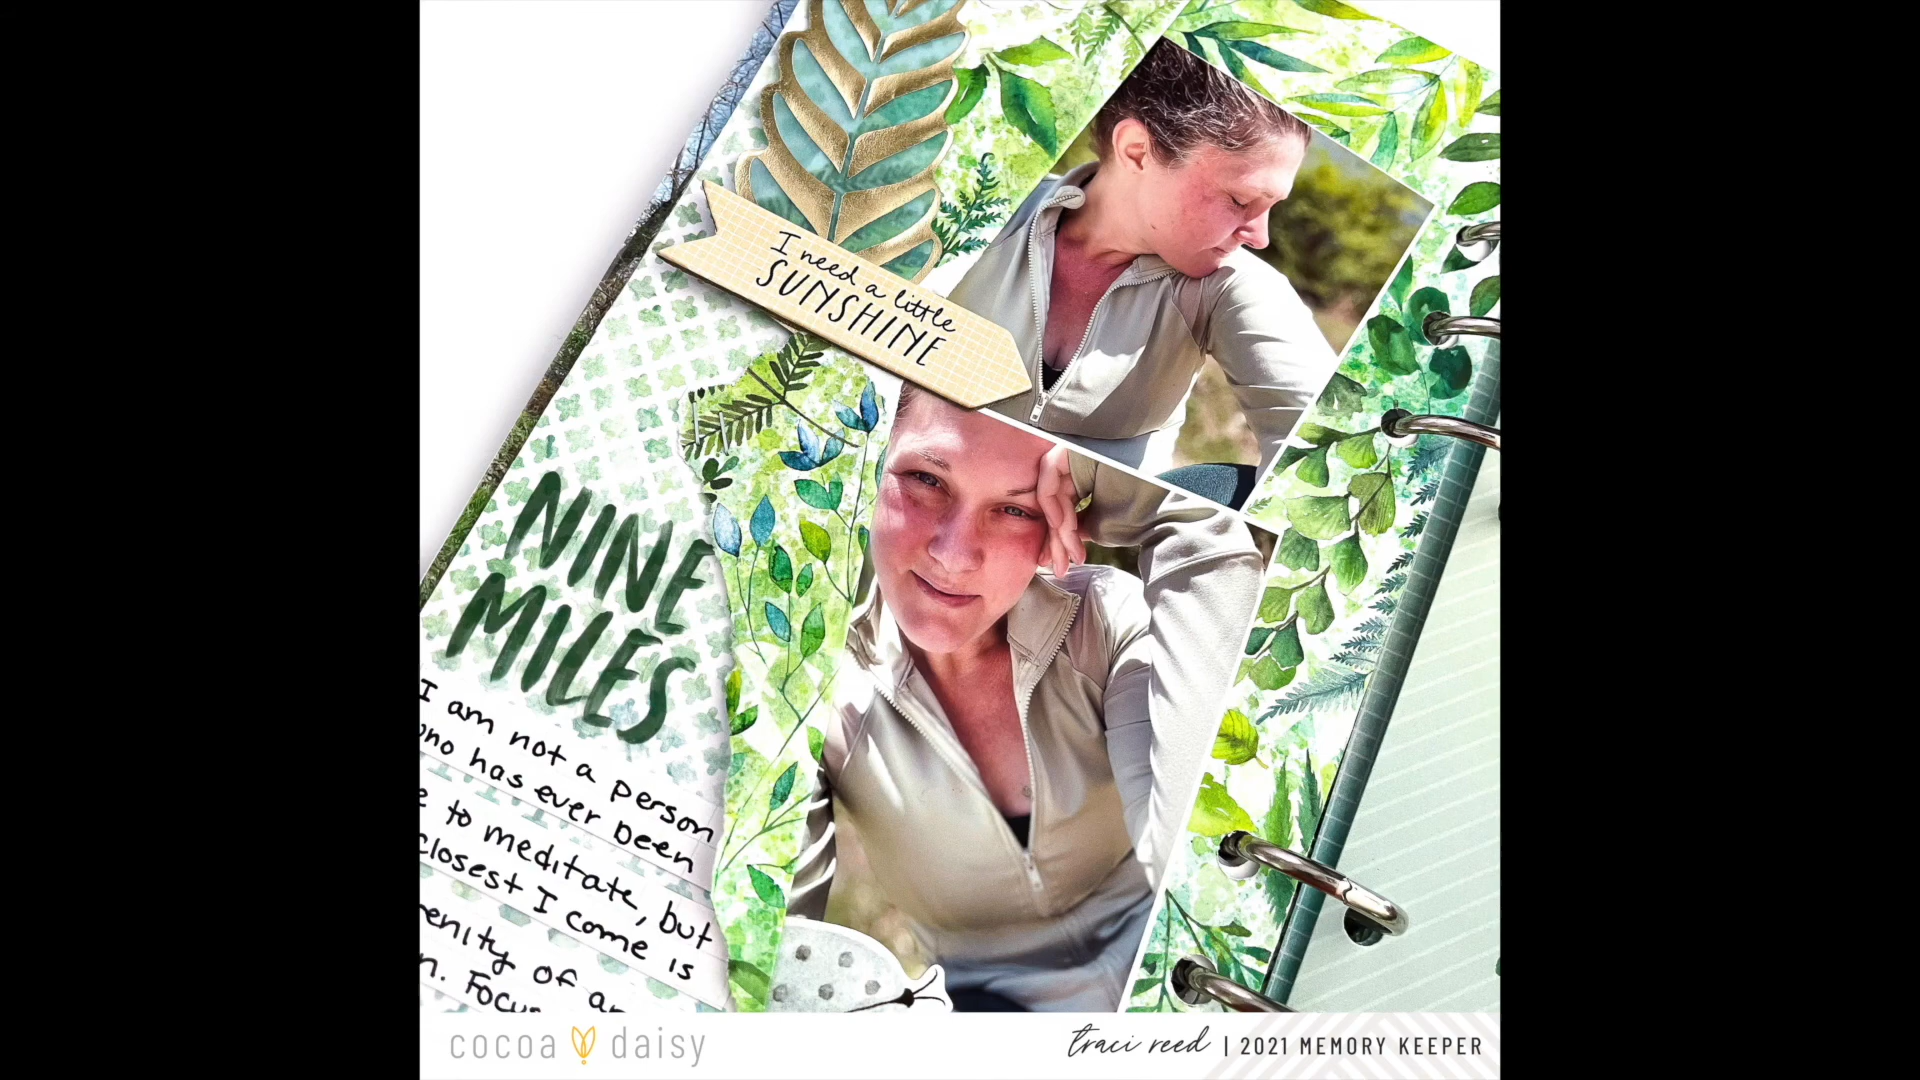 I need a little
SUNSHINE
NINE
MILES
I am not a person
who has ever been
to meditate, but
closest I come is
of
Focus
cocoa daisy
traci reed | 2021 MEMORY KEEPER